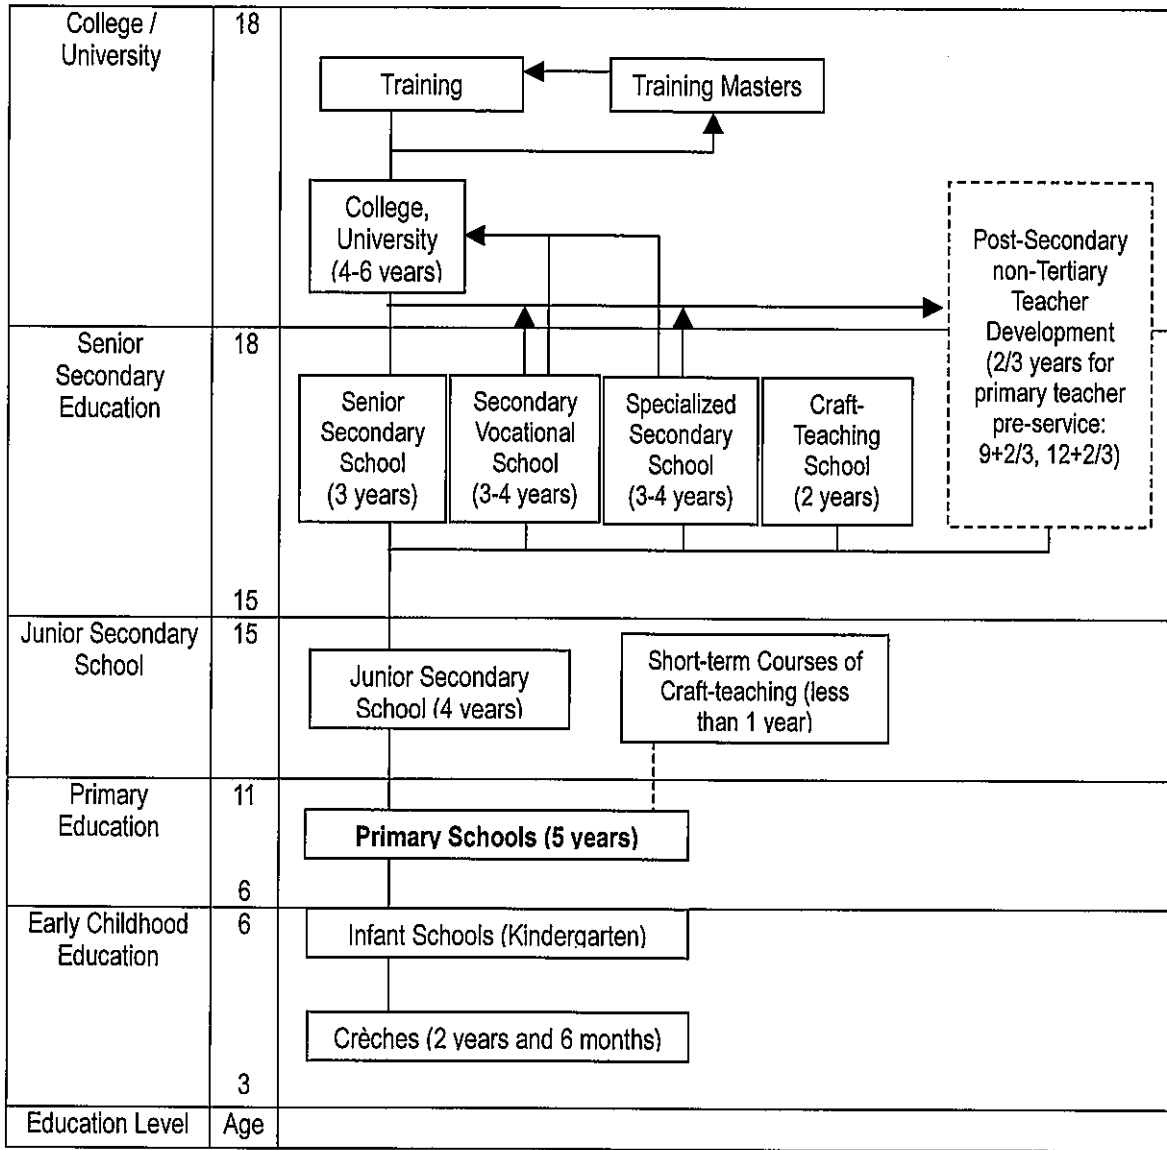 College /
University
18
Training
Training Masters
College,
University
(4-6 years)
Post-Secondary
non-Tertiary
Teacher
Development
(2/3 years for
primary teacher
pre-service:
9+2/3, 12+2/3)
Senior
Secondary
Education
18
15
Senior
Secondary
School
(3 years)
Secondary
Vocational
School
(3-4 years)
Specialized
Secondary
School
(3-4 years)
Craft-
Teaching
School
(2 years)
Junior Secondary
School
15
Junior Secondary
School (4 years)
Short-term Courses of
Craft-teaching (less
than 1 year)
Primary
Education
11
6
Primary Schools (5 years)
Early Childhood
Education
6
3
Infant Schools (Kindergarten)
Crèches (2 years and 6 months)
Education Level
Age